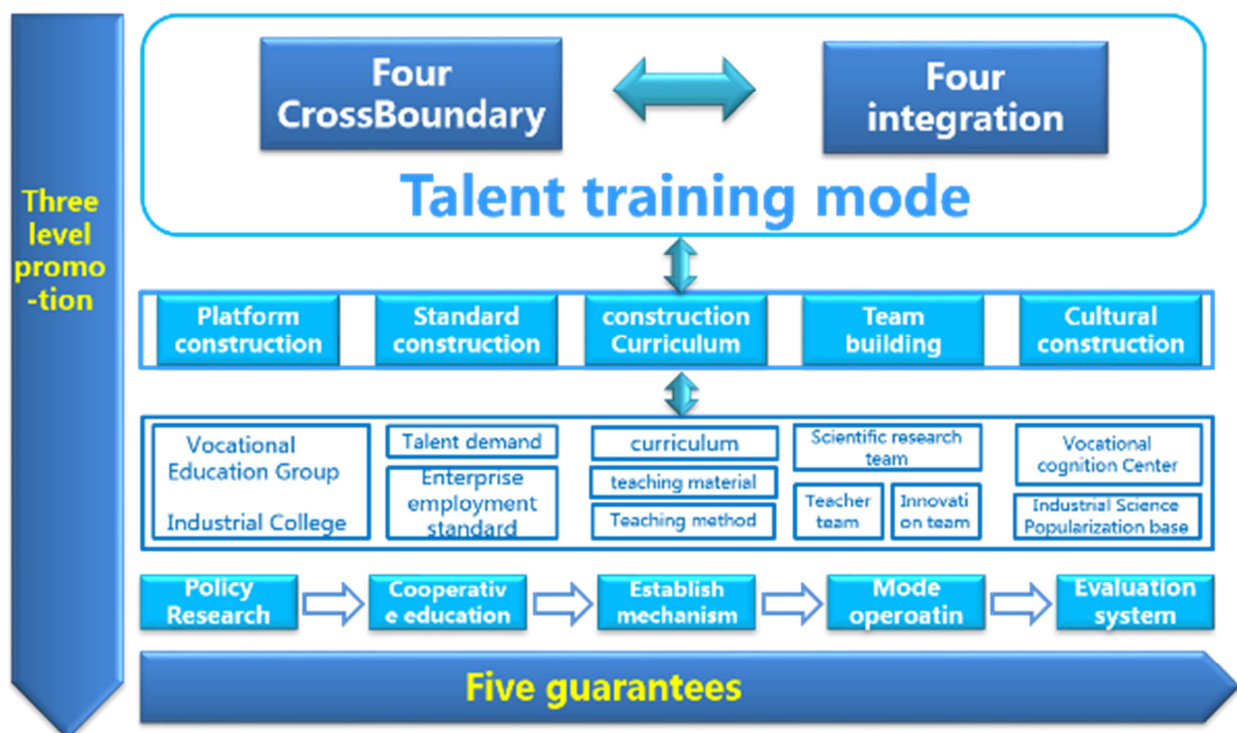 Three
level
promo
-tion
Four
CrossBoundary
Four
integration
Talent training mode
Platform
construction
Standard
construction
construction
Curriculum
Team
building
Cultural
construction
Vocational
Education Group
Industrial College
Talent demand
Enterprise
employment
standard
curriculum
teaching material
Teaching method
Scientific research
team
Teacher
team
Innovati
on team
Vocational
cognition Center
Industrial Science
Popularization base
Policy
Research
Cooperativ
e education
Establish
mechanism
Mode
operoatin
Evaluation
system
Five guarantees